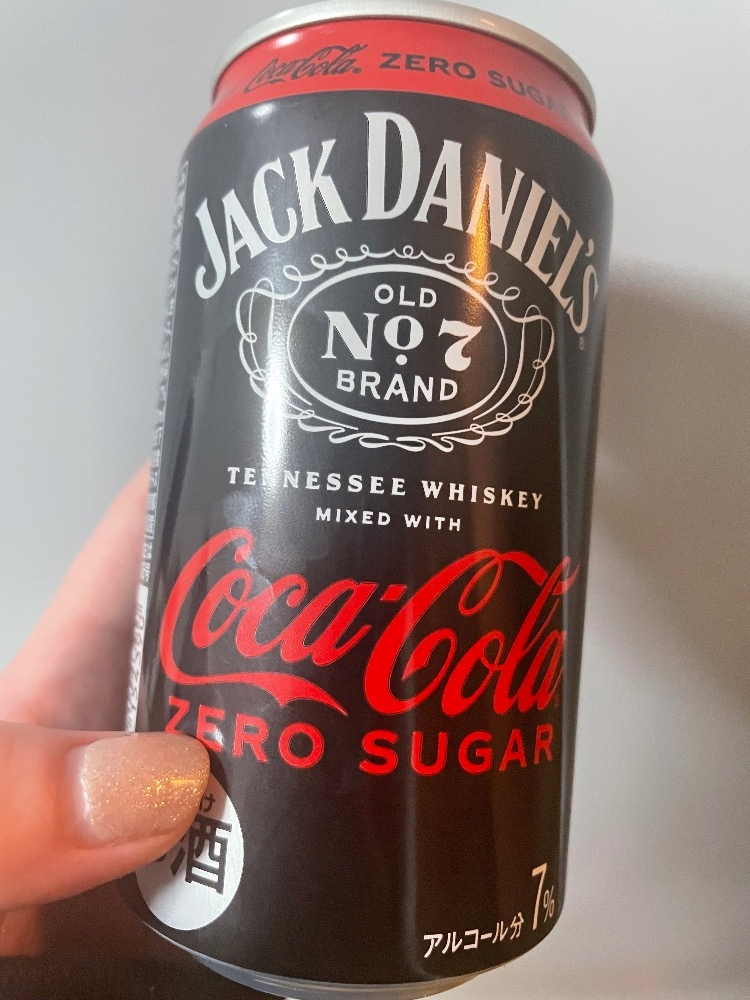 Coca-Cola® ZERO SUGAR
JACK DANIEL'S®
OLD
Nº 7
BRAND
TENNESSEE WHISKEY
MIXED WITH
Coca-Cola
ZERO SUGAR
け
酒
アルコール分 7%